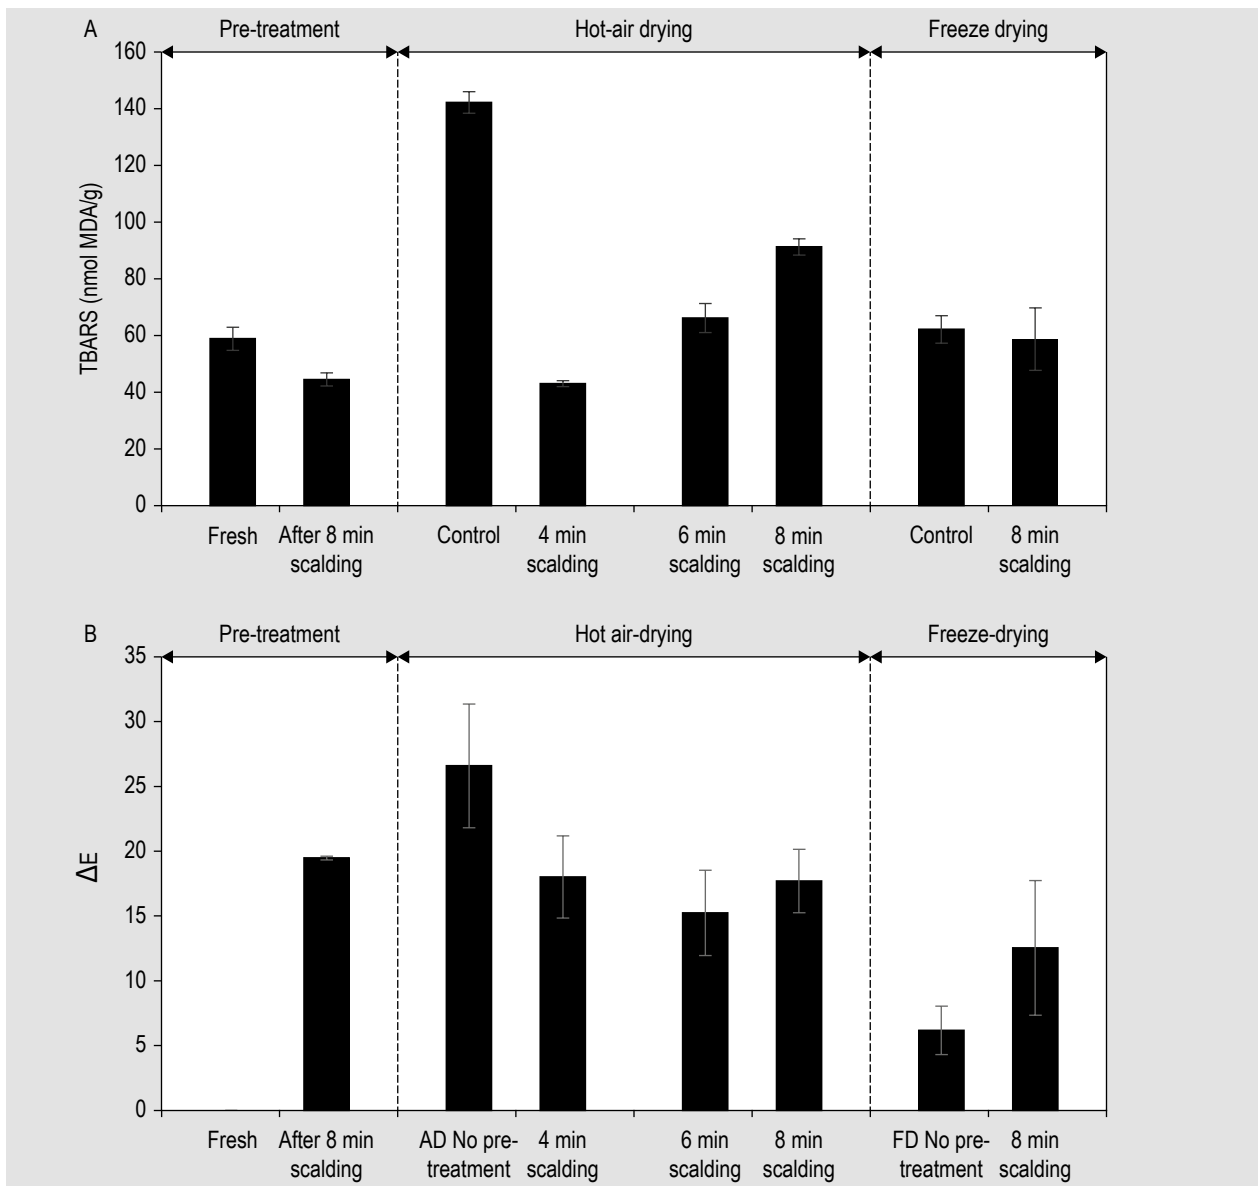 A
Pre-treatment
Hot-air drying
Freeze drying
160
140
120
100
80
60
40
20
0
TBARS (nmol MDA/g)
Fresh
After 8 min
scalding
Control
4 min
scalding
6 min
scalding
8 min
scalding
Control
8 min
scalding
B
Pre-treatment
Hot air-drying
Freeze-drying
35
30
25
20
15
10
5
0
ΔE
Fresh
After 8 min
scalding
AD No pre-
treatment
4 min
scalding
6 min
scalding
8 min
scalding
FD No pre-
treatment
8 min
scalding